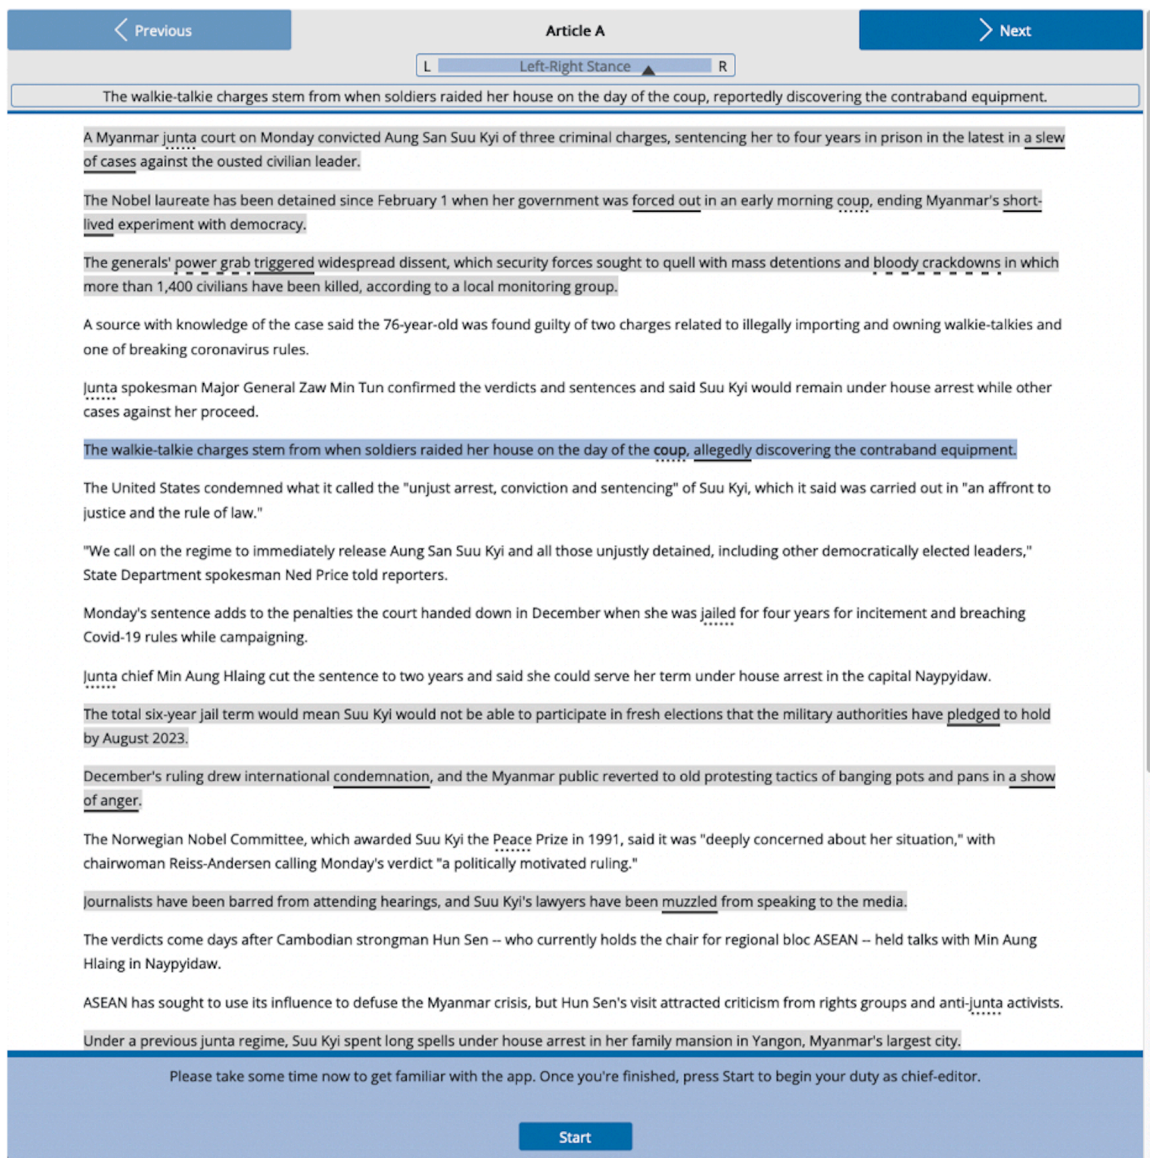 Previous
Article A
Next
L Left-Right Stance R
The walkie-talkie charges stem from when soldiers raided her house on the day of the coup, reportedly discovering the contraband equipment.
A Myanmar junta court on Monday convicted Aung San Suu Kyi of three criminal charges, sentencing her to four years in prison in the latest in a slew
of cases against the ousted civilian leader.
The Nobel laureate has been detained since February 1 when her government was forced out in an early morning coup, ending Myanmar's short-
lived experiment with democracy.
The generals' power grab triggered widespread dissent, which security forces sought to quell with mass detentions and bloody crackdowns in which
more than 1,400 civilians have been killed, according to a local monitoring group.
A source with knowledge of the case said the 76-year-old was found guilty of two charges related to illegally importing and owning walkie-talkies and
one of breaking coronavirus rules.
Junta spokesman Major General Zaw Min Tun confirmed the verdicts and sentences and said Suu Kyi would remain under house arrest while other
cases against her proceed.
The walkie-talkie charges stem from when soldiers raided her house on the day of the coup, allegedly discovering the contraband equipment.
The United States condemned what it called the "unjust arrest, conviction and sentencing" of Suu Kyi, which it said was carried out in "an affront to
justice and the rule of law."
"We call on the regime to immediately release Aung San Suu Kyi and all those unjustly detained, including other democratically elected leaders,"
State Department spokesman Ned Price told reporters.
Monday's sentence adds to the penalties the court handed down in December when she was jailed for four years for incitement and breaching
Covid-19 rules while campaigning.
Junta chief Min Aung Hlaing cut the sentence to two years and said she could serve her term under house arrest in the capital Naypyidaw.
The total six-year jail term would mean Suu Kyi would not be able to participate in fresh elections that the military authorities have pledged to hold
by August 2023.
December's ruling drew international condemnation, and the Myanmar public reverted to old protesting tactics of banging pots and pans in a show
of anger.
The Norwegian Nobel Committee, which awarded Suu Kyi the Peace Prize in 1991, said it was "deeply concerned about her situation," with
chairwoman Reiss-Andersen calling Monday's verdict "a politically motivated ruling."
Journalists have been barred from attending hearings, and Suu Kyi's lawyers have been muzzled from speaking to the media.
The verdicts come days after Cambodian strongman Hun Sen -- who currently holds the chair for regional bloc ASEAN -- held talks with Min Aung
Hlaing in Naypyidaw.
ASEAN has sought to use its influence to defuse the Myanmar crisis, but Hun Sen's visit attracted criticism from rights groups and anti-junta activists.
Under a previous junta regime, Suu Kyi spent long spells under house arrest in her family mansion in Yangon, Myanmar's largest city.
Please take some time now to get familiar with the app. Once you're finished, press Start to begin your duty as chief-editor.
Start